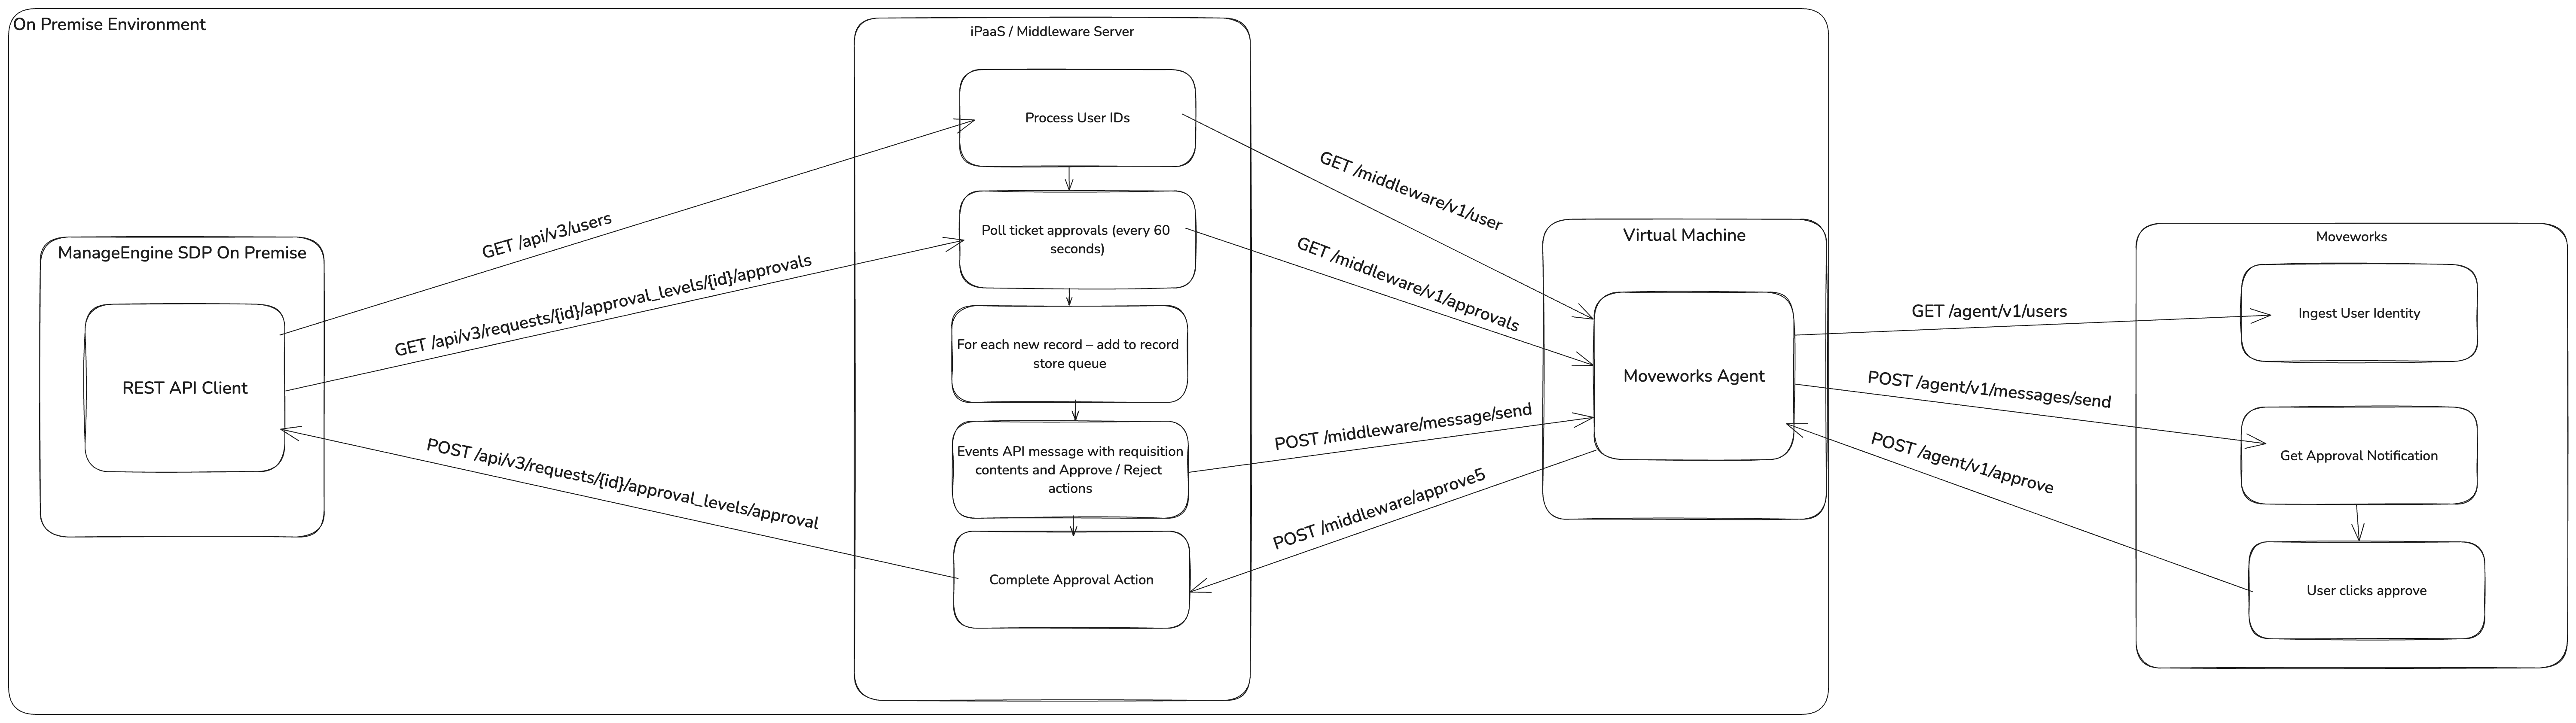 On Premise Environment
iPaaS / Middleware Server
Process User IDs
GET /middleware/v1/user
GET /api/v3/users
Poll ticket approvals (every 60
seconds)
GET /middleware/v1/approvals
ManageEngine SDP On Premise
REST API Client
GET /api/v3/requests/{id}/approval_levels/{id}/approvals
For each new record – add to record
store queue
Virtual Machine
Moveworks Agent
Moveworks
Ingest User Identity
GET /agent/v1/users
POST /agent/v1/messages/send
Get Approval Notification
POST /agent/v1/approve
User clicks approve
Events API message with requisition
contents and Approve / Reject
actions
POST /middleware/message/send
POST /middleware/approve5
POST /api/v3/requests/{id}/approval_levels/approval
Complete Approval Action